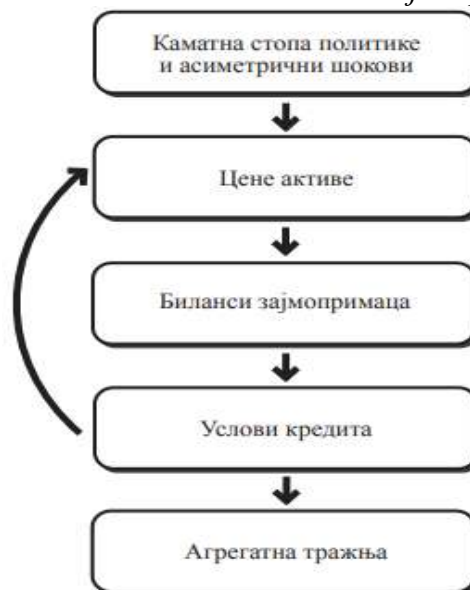 Каматна стопа политике
и асиметрични шокови
Цене активе
Биланси зајмопримаца
Услови кредита
Агрегатна тражња